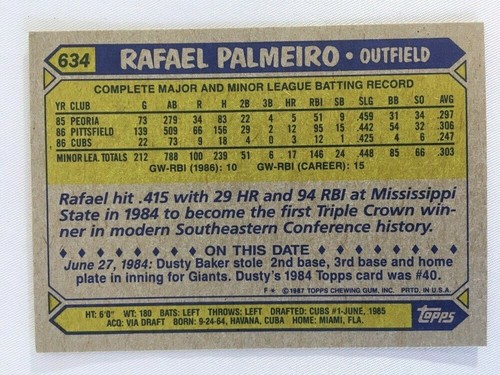 634 RAFAEL PALMEIRO • OUTFIELD
COMPLETE MAJOR AND MINOR LEAGUE BATTING RECORD
YR CLUB G AB R H 2B 3B HR RBI SB SLG BB SO AVG
85 PEORIA 73 279 34 83 22 4 5 51 9 .459 31 34 .297
86 PITTSFIELD 139 509 66 156 29 2 12 95 15 .442 54 32 .306
86 CUBS 22 73 9 18 4 0 3 12 1 .425 4 6 .247
MINOR LEA. TOTALS 212 788 100 239 51 6 17 146 24 .448 85 66 .303
GW-RBI (1986): 10 GW-RBI (CAREER): 15
Rafael hit .415 with 29 HR and 94 RBI at Mississippi
State in 1984 to become the first Triple Crown win-
ner in modern Southeastern Conference history.
ON THIS DATE
June 27, 1984: Dusty Baker stole 2nd base, 3rd base and home
plate in inning for Giants. Dusty's 1984 Topps card was #40.
F* ©1987 TOPPS CHEWING GUM, INC. PRTD. IN U.S.A.
HT: 6'0" WT: 180 BATS: LEFT THROWS: LEFT DRAFTED: CUBS #1-JUNE, 1985
ACQ: VIA DRAFT BORN: 9-24-64, HAVANA, CUBA HOME: MIAMI, FLA.
Topps